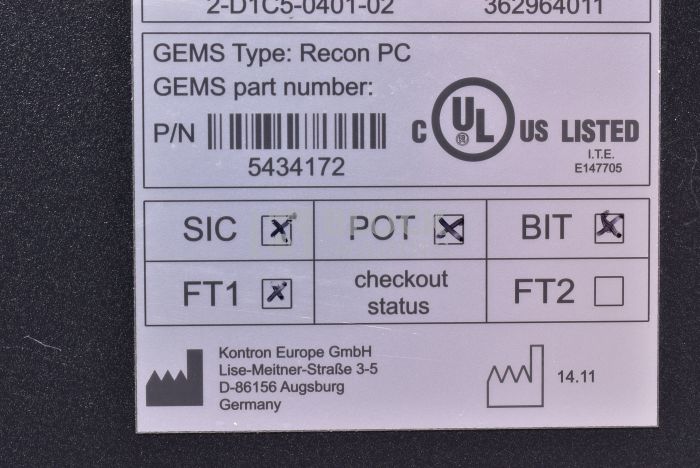 2-D1C5-0401-02 362964011
GEMS Type: Recon PC
GEMS part number:
P/N
5434172
C UL US LISTED
I.T.E.
E147705
SIC POT BIT
FT1 checkout status FT2
Kontron Europe GmbH
Lise-Meitner-Straße 3-5
D-86156 Augsburg
Germany
14.11